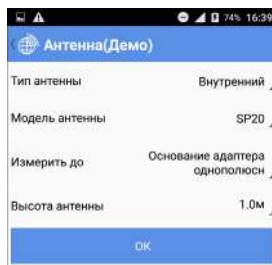 74% 16:39
Антенна(Демо)
Тип антенны Внутренний
Модель антенны SP20
Измерить до Основание адаптера
однополюсн
Высота антенны 1.0м
OK